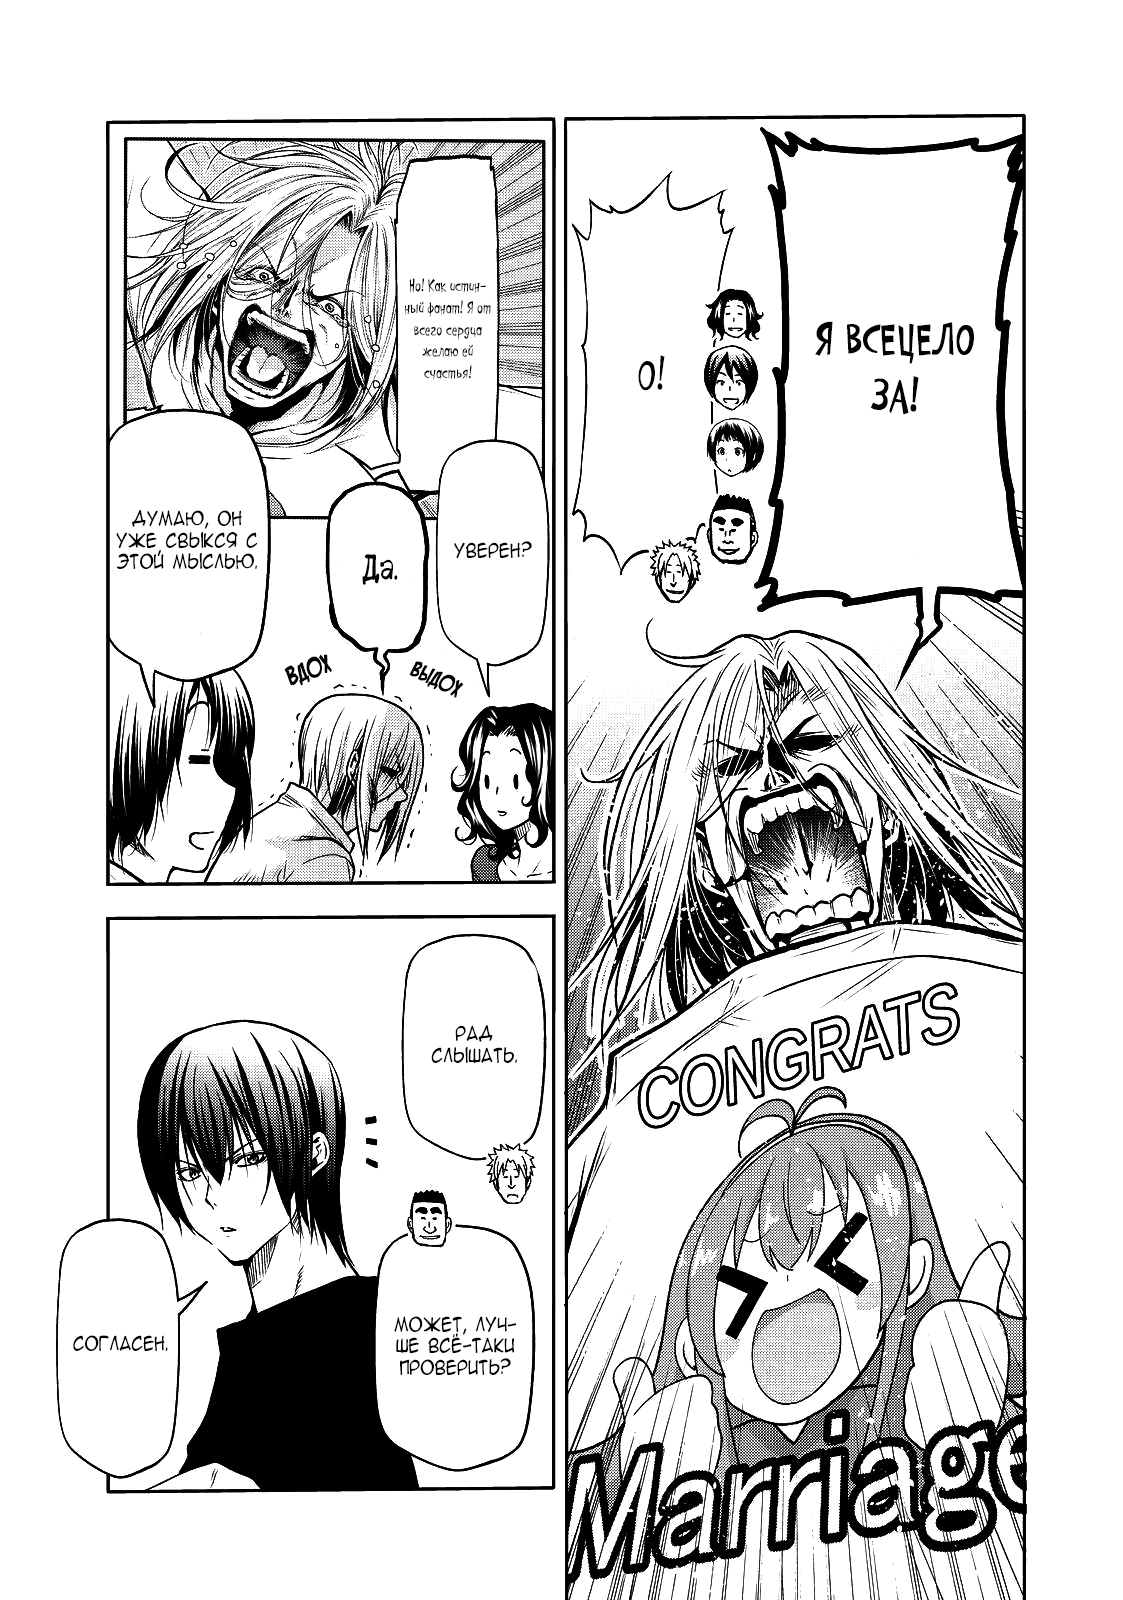 Я ВСЕЦЕЛО
ЗА!
О!
CONGRATS
Marriage
Но! Как истин-
ный фанат! Я от
всего сердца
желаю ей
счастья!
УВЕРЕН?
Да.
ДУМАЮ, ОН
УЖЕ СВЫКСЯ С
ЭТОЙ МЫСЛЬЮ.
ВДОХ
ВЫДОХ
РАД
СЛЫШАТЬ.
МОЖЕТ, ЛУЧ-
ШЕ ВСЁ-ТАКИ
ПРОВЕРИТЬ?
СОГЛАСЕН.